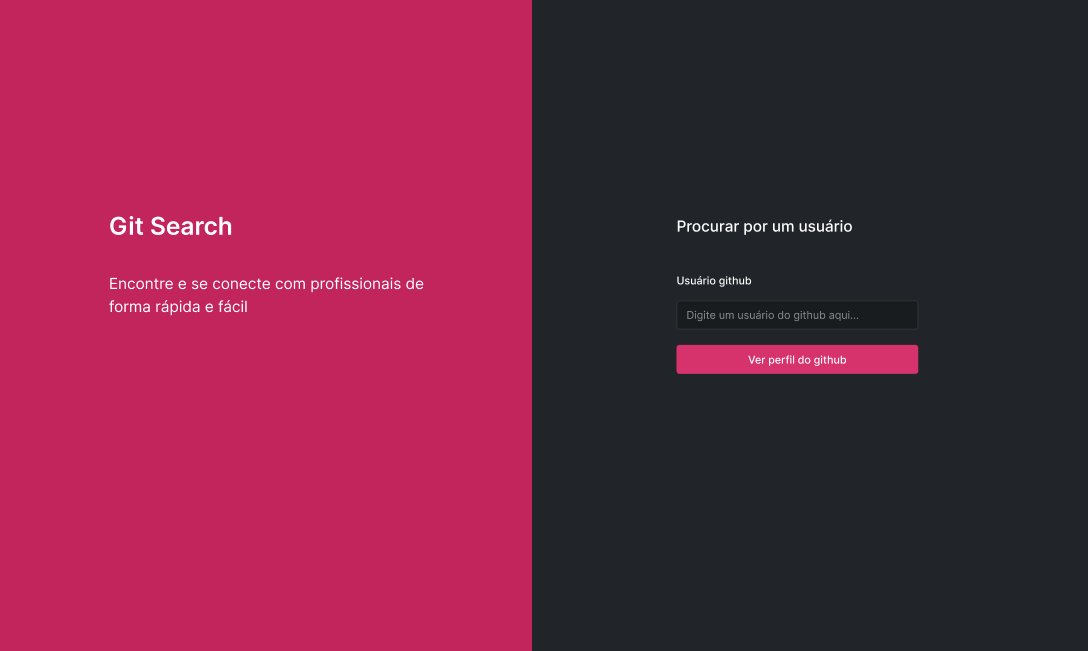 Git Search
Encontre e se conecte com profissionais de
forma rápida e fácil
Procurar por um usuário
Usuário github
Digite um usuário do github aqui...
Ver perfil do github